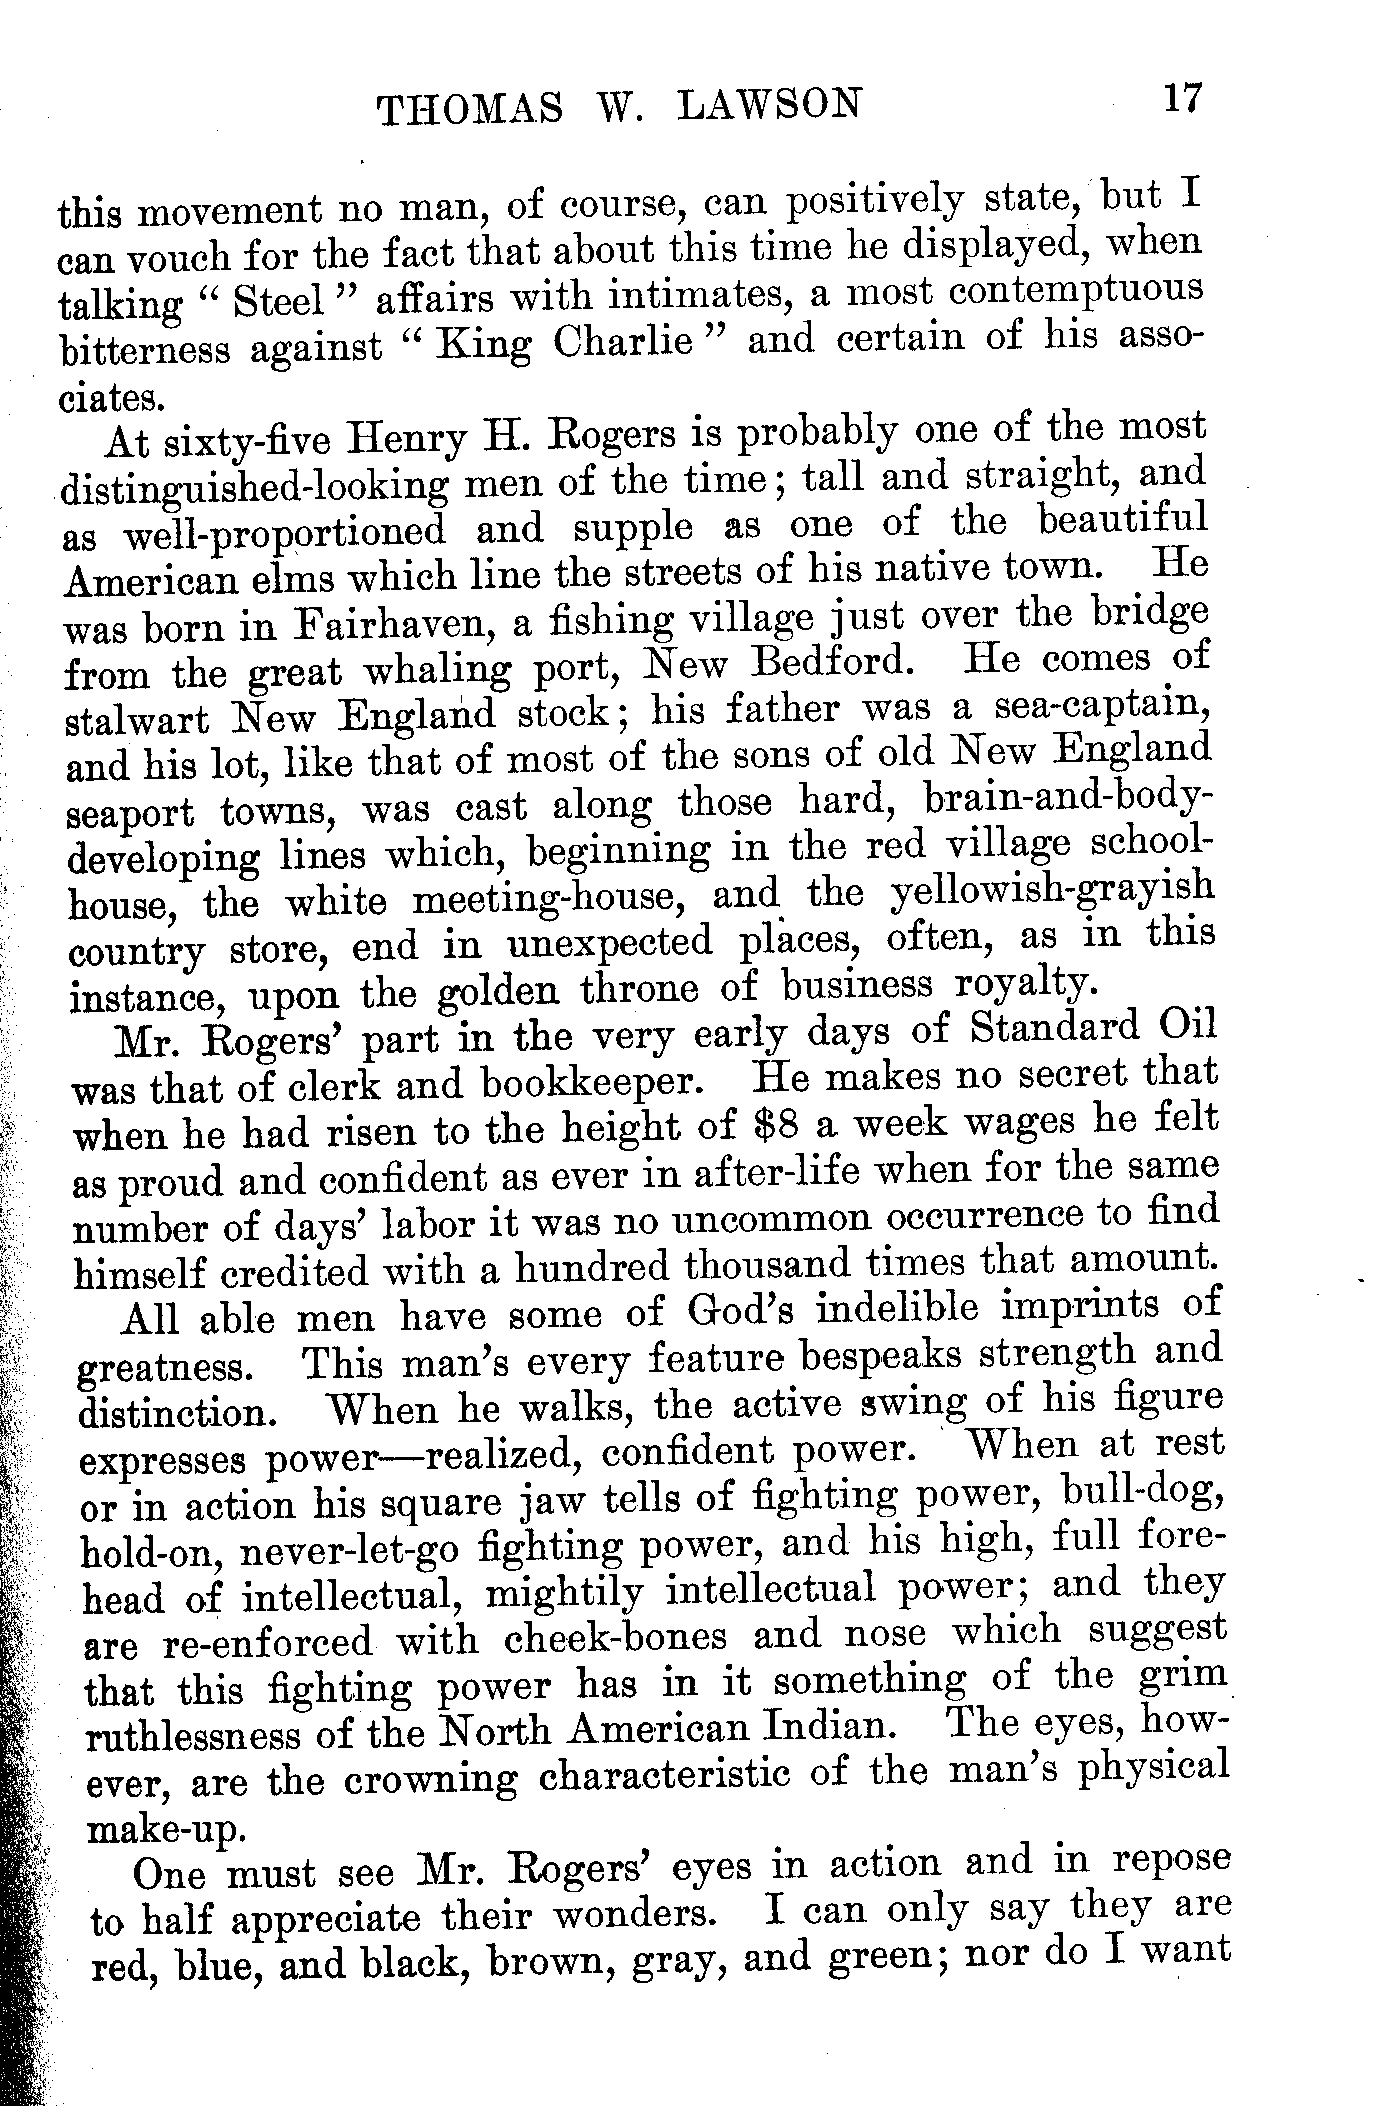 THOMAS W. LAWSON 17
this movement no man, of course, can positively state, but I
can vouch for the fact that about this time he displayed, when
talking “ Steel ” affairs with intimates, a most contemptuous
bitterness against “ King Charlie ” and certain of his asso-
ciates.
At sixty-five Henry H. Rogers is probably one of the most
distinguished-looking men of the time; tall and straight, and
as well-proportioned and supple as one of the beautiful
American elms which line the streets of his native town. He
was born in Fairhaven, a fishing village just over the bridge
from the great whaling port, New Bedford. He comes of
stalwart New England stock; his father was a sea-captain,
and his lot, like that of most of the sons of old New England
seaport towns, was cast along those hard, brain-and-body-
developing lines which, beginning in the red village school-
house, the white meeting-house, and the yellowish-grayish
country store, end in unexpected places, often, as in this
instance, upon the golden throne of business royalty.
Mr. Rogers’ part in the very early days of Standard Oil
was that of clerk and bookkeeper. He makes no secret that
when he had risen to the height of $8 a week wages he felt
as proud and confident as ever in after-life when for the same
number of days’ labor it was no uncommon occurrence to find
himself credited with a hundred thousand times that amount.
All able men have some of God’s indelible imprints of
greatness. This man’s every feature bespeaks strength and
distinction. When he walks, the active swing of his figure
expresses power—realized, confident power. When at rest
or in action his square jaw tells of fighting power, bull-dog,
hold-on, never-let-go fighting power, and his high, full fore-
head of intellectual, mightily intellectual power; and they
are re-enforced with cheek-bones and nose which suggest
that this fighting power has in it something of the grim
ruthlessness of the North American Indian. The eyes, how-
ever, are the crowning characteristic of the man’s physical
make-up.
One must see Mr. Rogers’ eyes in action and in repose
to half appreciate their wonders. I can only say they are
red, blue, and black, brown, gray, and green; nor do I want